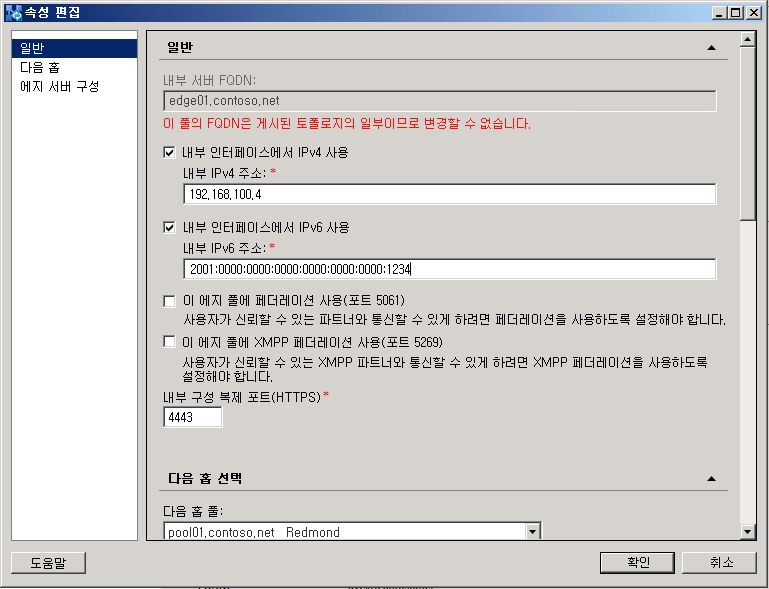 속성 편집
일반
다음 홉
에지 서버 구성
일반
내부 서버 FQDN:
edge01.contoso.net
이 풀의 FQDN은 게시된 토폴로지의 일부이므로 변경할 수 없습니다.
내부 인터페이스에서 IPv4 사용
내부 IPv4 주소: *
192.168.100.4
내부 인터페이스에서 IPv6 사용
내부 IPv6 주소: *
2001:0000:0000:0000:0000:0000:0000:1234
이 에지 풀에 페더레이션 사용(포트 5061)
사용자가 신뢰할 수 있는 파트너와 통신할 수 있게 하려면 페더레이션을 사용하도록 설정해야 합니다.
이 에지 풀에 XMPP 페더레이션 사용(포트 5269)
사용자가 신뢰할 수 있는 XMPP 파트너와 통신할 수 있게 하려면 XMPP 페더레이션을 사용하도록
설정해야 합니다.
내부 구성 복제 포트(HTTPS) *
4443
다음 홉 선택
다음 홉 풀:
pool01.contoso.net Redmond
도움말
확인
취소